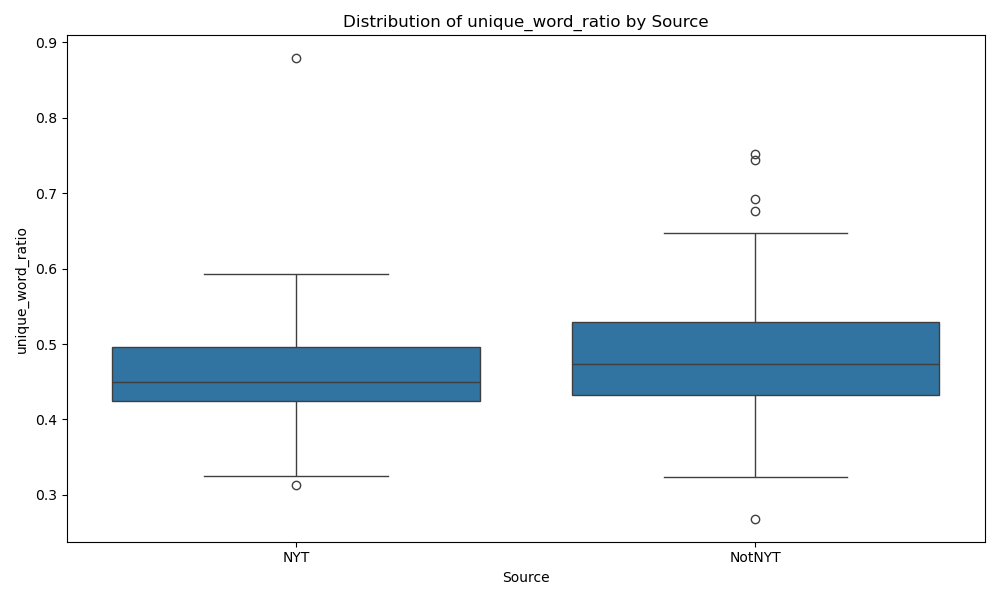 Distribution of unique_word_ratio by Source
0.9
0.8
0.7
0.6
0.5
0.4
0.3
unique_word_ratio
NYT
NotNYT
Source